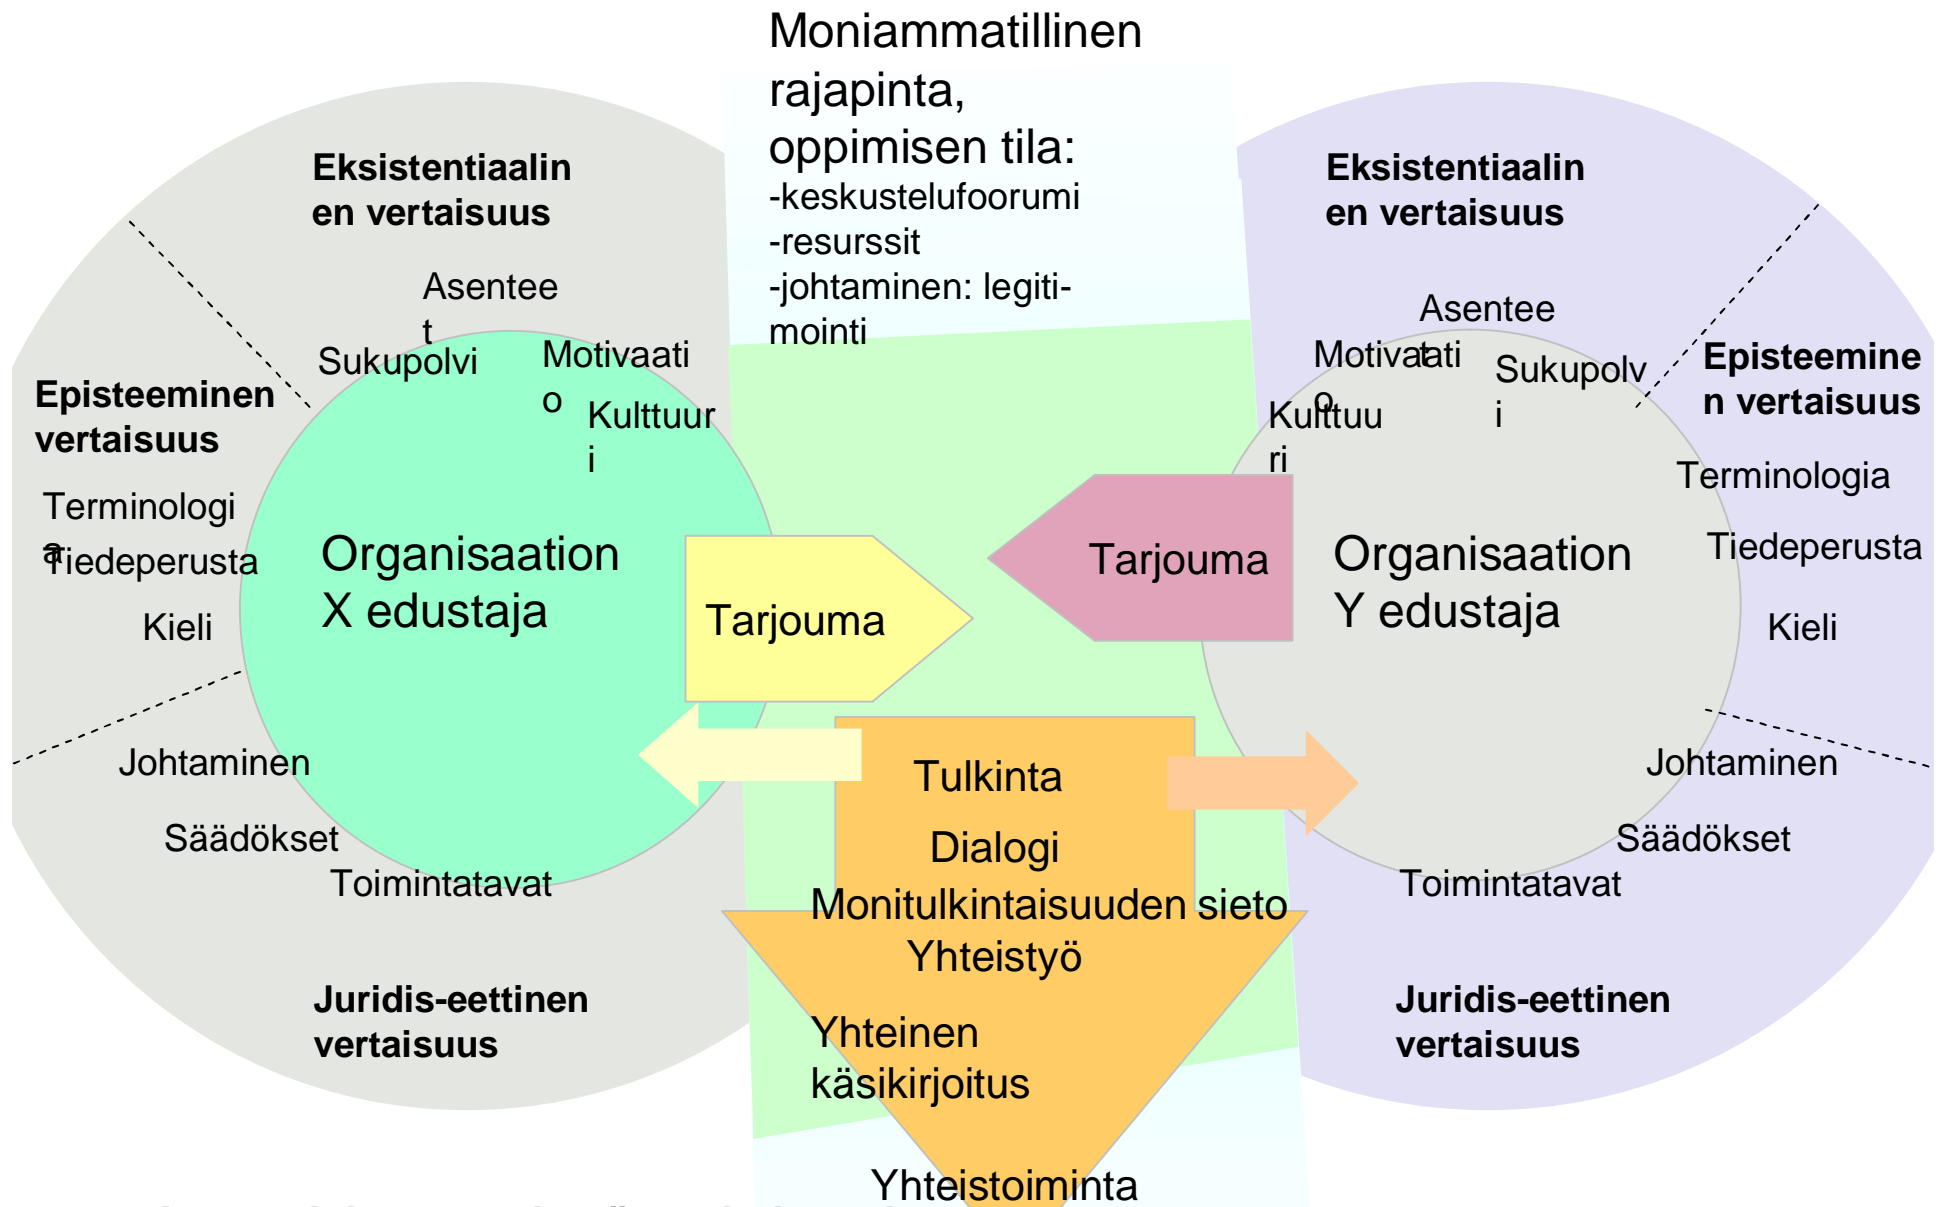 Moniammatillinen
rajapinta,
oppimisen tila:
-keskustelufoorumi
-resurssit
-johtaminen: legiti-
mointi
Eksistentiaalin
en vertaisuus
Asentee
t
Sukupolvi
Motivaati
o
Kulttuur
i
Episteeminen
vertaisuus
Terminologi
a
Tiedeperusta
Kieli
Organisaation
X edustaja
Tarjouma
Johtaminen
Säädökset
Toimintatavat
Juridis-eettinen
vertaisuus
Eksistentiaalin
en vertaisuus
Asentee
t
Motivaati
o
Sukupolv
i
Kulttuu
ri
Episteemine
n vertaisuus
Terminologia
Tiedeperusta
Kieli
Tarjouma
Organisaation
Y edustaja
Johtaminen
Säädökset
Toimintatavat
Juridis-eettinen
vertaisuus
Tulkinta
Dialogi
Monitulkintaisuuden sieto
Yhteistyö
Yhteinen
käsikirjoitus
Yhteistoiminta